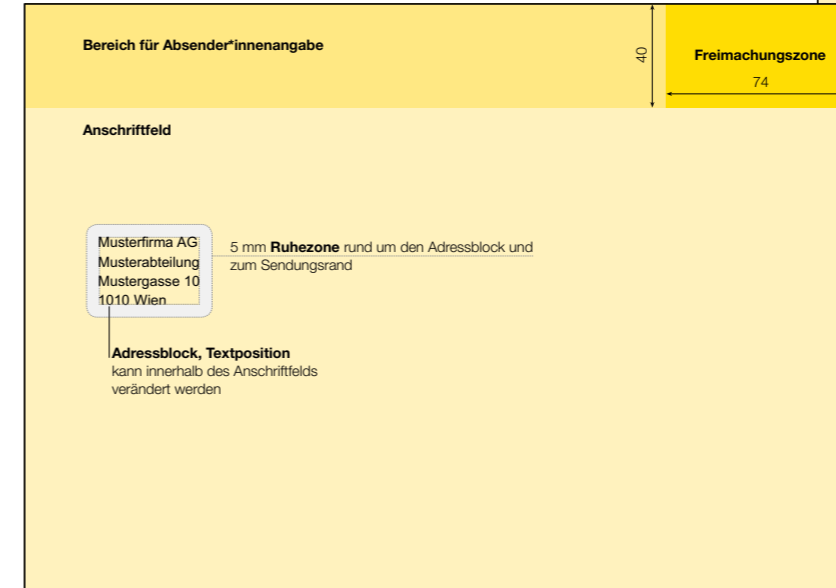 Bereich für Absender*innenangabe
40
Freimachungszone
74
Anschriftfeld
Musterfirma AG
Musterabteilung
Mustergasse 10
1010 Wien
5 mm Ruhezone rund um den Adressblock und
zum Sendungsrand
Adressblock, Textposition
kann innerhalb des Anschriftfelds
verändert werden